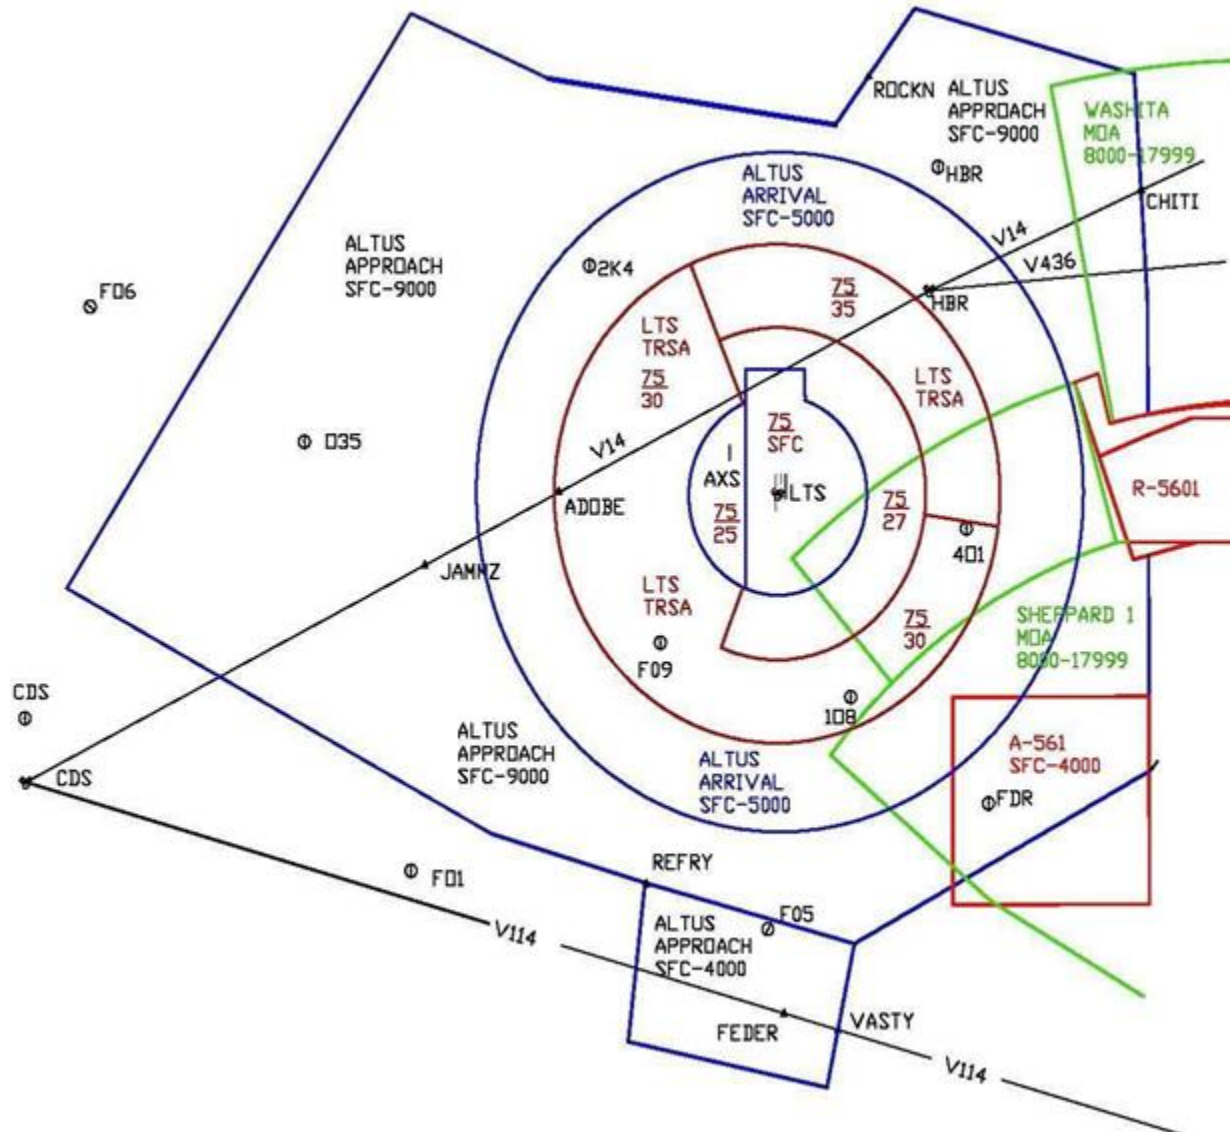 ROCKN
ALTUS
APPROACH
SFC-9000
WASHITA
MOA
8000-17999
HBR
ALTUS
ARRIVAL
SFC-5000
CHITI
V14
V436
ALTUS
APPROACH
SFC-9000
2K4
F06
HBR
75
35
LTS
TRSA
75
30
LTS
TRSA
75
SFC
O35
V14
I
AXS
LTS
R-5601
ADOBE
75
25
75
27
401
JAMMZ
LTS
TRSA
F09
75
30
SHEPPARD 1
MOA
8000-17999
108
CDS
CDS
ALTUS
APPROACH
SFC-9000
ALTUS
ARRIVAL
SFC-5000
A-561
SFC-4000
FDR
REFRY
F01
F05
V114
ALTUS
APPROACH
SFC-4000
FEDER
VASTY
V114